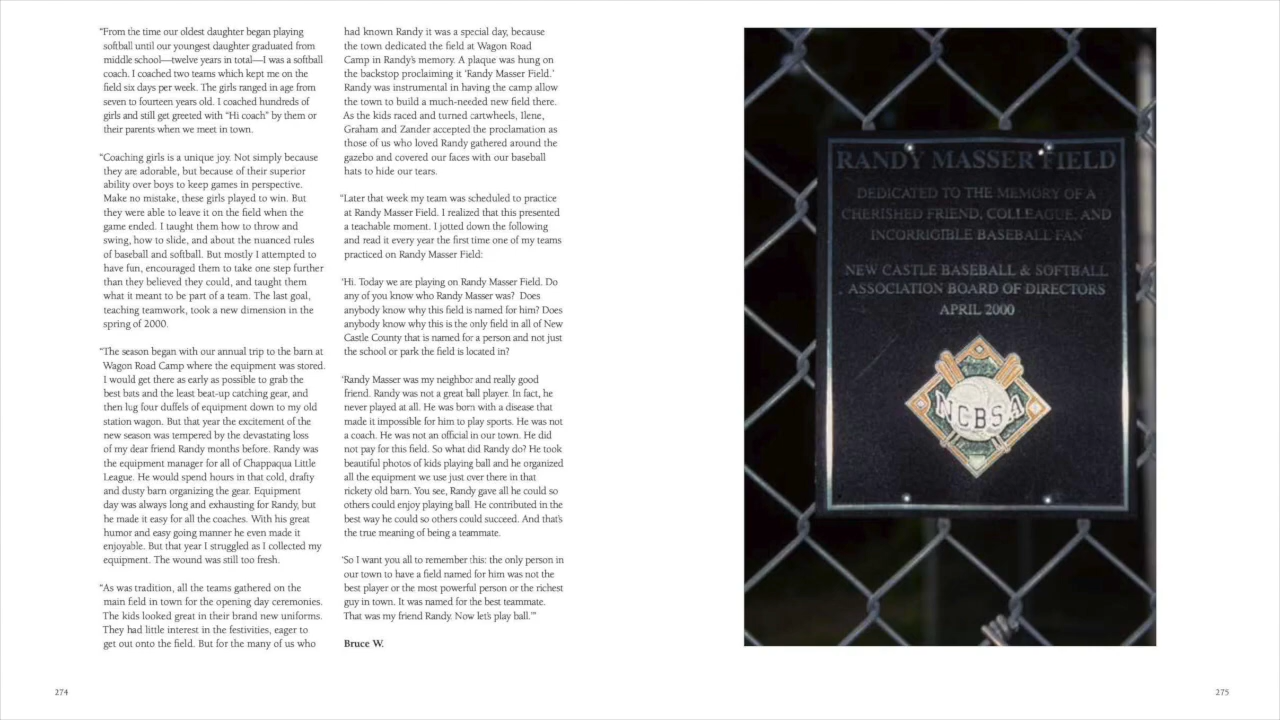 “From the time our oldest daughter began playing
softball until our youngest daughter graduated from
middle school—twelve years in total—I was a softball
coach. I coached two teams which kept me on the
field six days per week. The girls ranged in age from
seven to fourteen years old. I coached hundreds of
girls and still get greeted with “Hi coach” by them or
their parents when we meet in town.
“Coaching girls is a unique joy. Not simply because
they are adorable, but because of their superior
ability over boys to keep games in perspective.
Make no mistake, these girls played to win. But
they were able to leave it on the field when the
game ended. I taught them how to throw and
swing, how to slide, and about the nuanced rules
of baseball and softball. But mostly I attempted to
have fun, encouraged them to take one step further
than they believed they could, and taught them
what it meant to be part of a team. The last goal,
teaching teamwork, took a new dimension in the
spring of 2000.
“The season began with our annual trip to the barn at
Wagon Road Camp where the equipment was stored.
I would get there as early as possible to grab the
best bats and the least beat-up catching gear, and
then lug four duffels of equipment down to my old
station wagon. But that year the excitement of the
new season was tempered by the devastating loss
of my dear friend Randy months before. Randy was
the equipment manager for all of Chappaqua Little
League. He would spend hours in that cold, drafty
and dusty barn organizing the gear. Equipment
day was always long and exhausting for Randy, but
he made it easy for all the coaches. With his great
humor and easy going manner he even made it
enjoyable. But that year I struggled as I collected my
equipment. The wound was still too fresh.
“As was tradition, all the teams gathered on the
main field in town for the opening day ceremonies.
The kids looked great in their brand new uniforms.
They had little interest in the festivities, eager to
get out onto the field. But for the many of us who
had known Randy it was a special day, because
the town dedicated the field at Wagon Road
Camp in Randy’s memory. A plaque was hung on
the backstop proclaiming it ‘Randy Masser Field.’
Randy was instrumental in having the camp allow
the town to build a much-needed new field there.
As the kids raced and turned cartwheels, Ilene,
Graham and Zander accepted the proclamation as
those of us who loved Randy gathered around the
gazebo and covered our faces with our baseball
hats to hide our tears.
“Later that week my team was scheduled to practice
at Randy Masser Field. I realized that this presented
a teachable moment. I jotted down the following
and read it every year the first time one of my teams
practiced on Randy Masser Field:
‘Hi. Today we are playing on Randy Masser Field. Do
any of you know who Randy Masser was?  Does
anybody know why this field is named for him? Does
anybody know why this is the only field in all of New
Castle County that is named for a person and not just
the school or park the field is located in?
‘Randy Masser was my neighbor and really good
friend. Randy was not a great ball player. In fact, he
never played at all. He was born with a disease that
made it impossible for him to play sports. He was not
a coach. He was not an official in our town. He did
not pay for this field. So what did Randy do? He took
beautiful photos of kids playing ball and he organized
all the equipment we use just over there in that
rickety old barn. You see, Randy gave all he could so
others could enjoy playing ball. He contributed in the
best way he could so others could succeed. And that’s
the true meaning of being a teammate.
‘So I want you all to remember this: the only person in
our town to have a field named for him was not the
best player or the most powerful person or the richest
guy in town. It was named for the best teammate.
That was my friend Randy. Now let’s play ball.’”
Bruce W.
274
RANDY MASSER FIELD
DEDICATED TO THE MEMORY OF A
CHERISHED FRIEND, COLLEAGUE, AND
INCORRIGIBLE BASEBALL FAN
NEW CASTLE BASEBALL & SOFTBALL
ASSOCIATION BOARD OF DIRECTORS
APRIL 2000
NCBSA
275